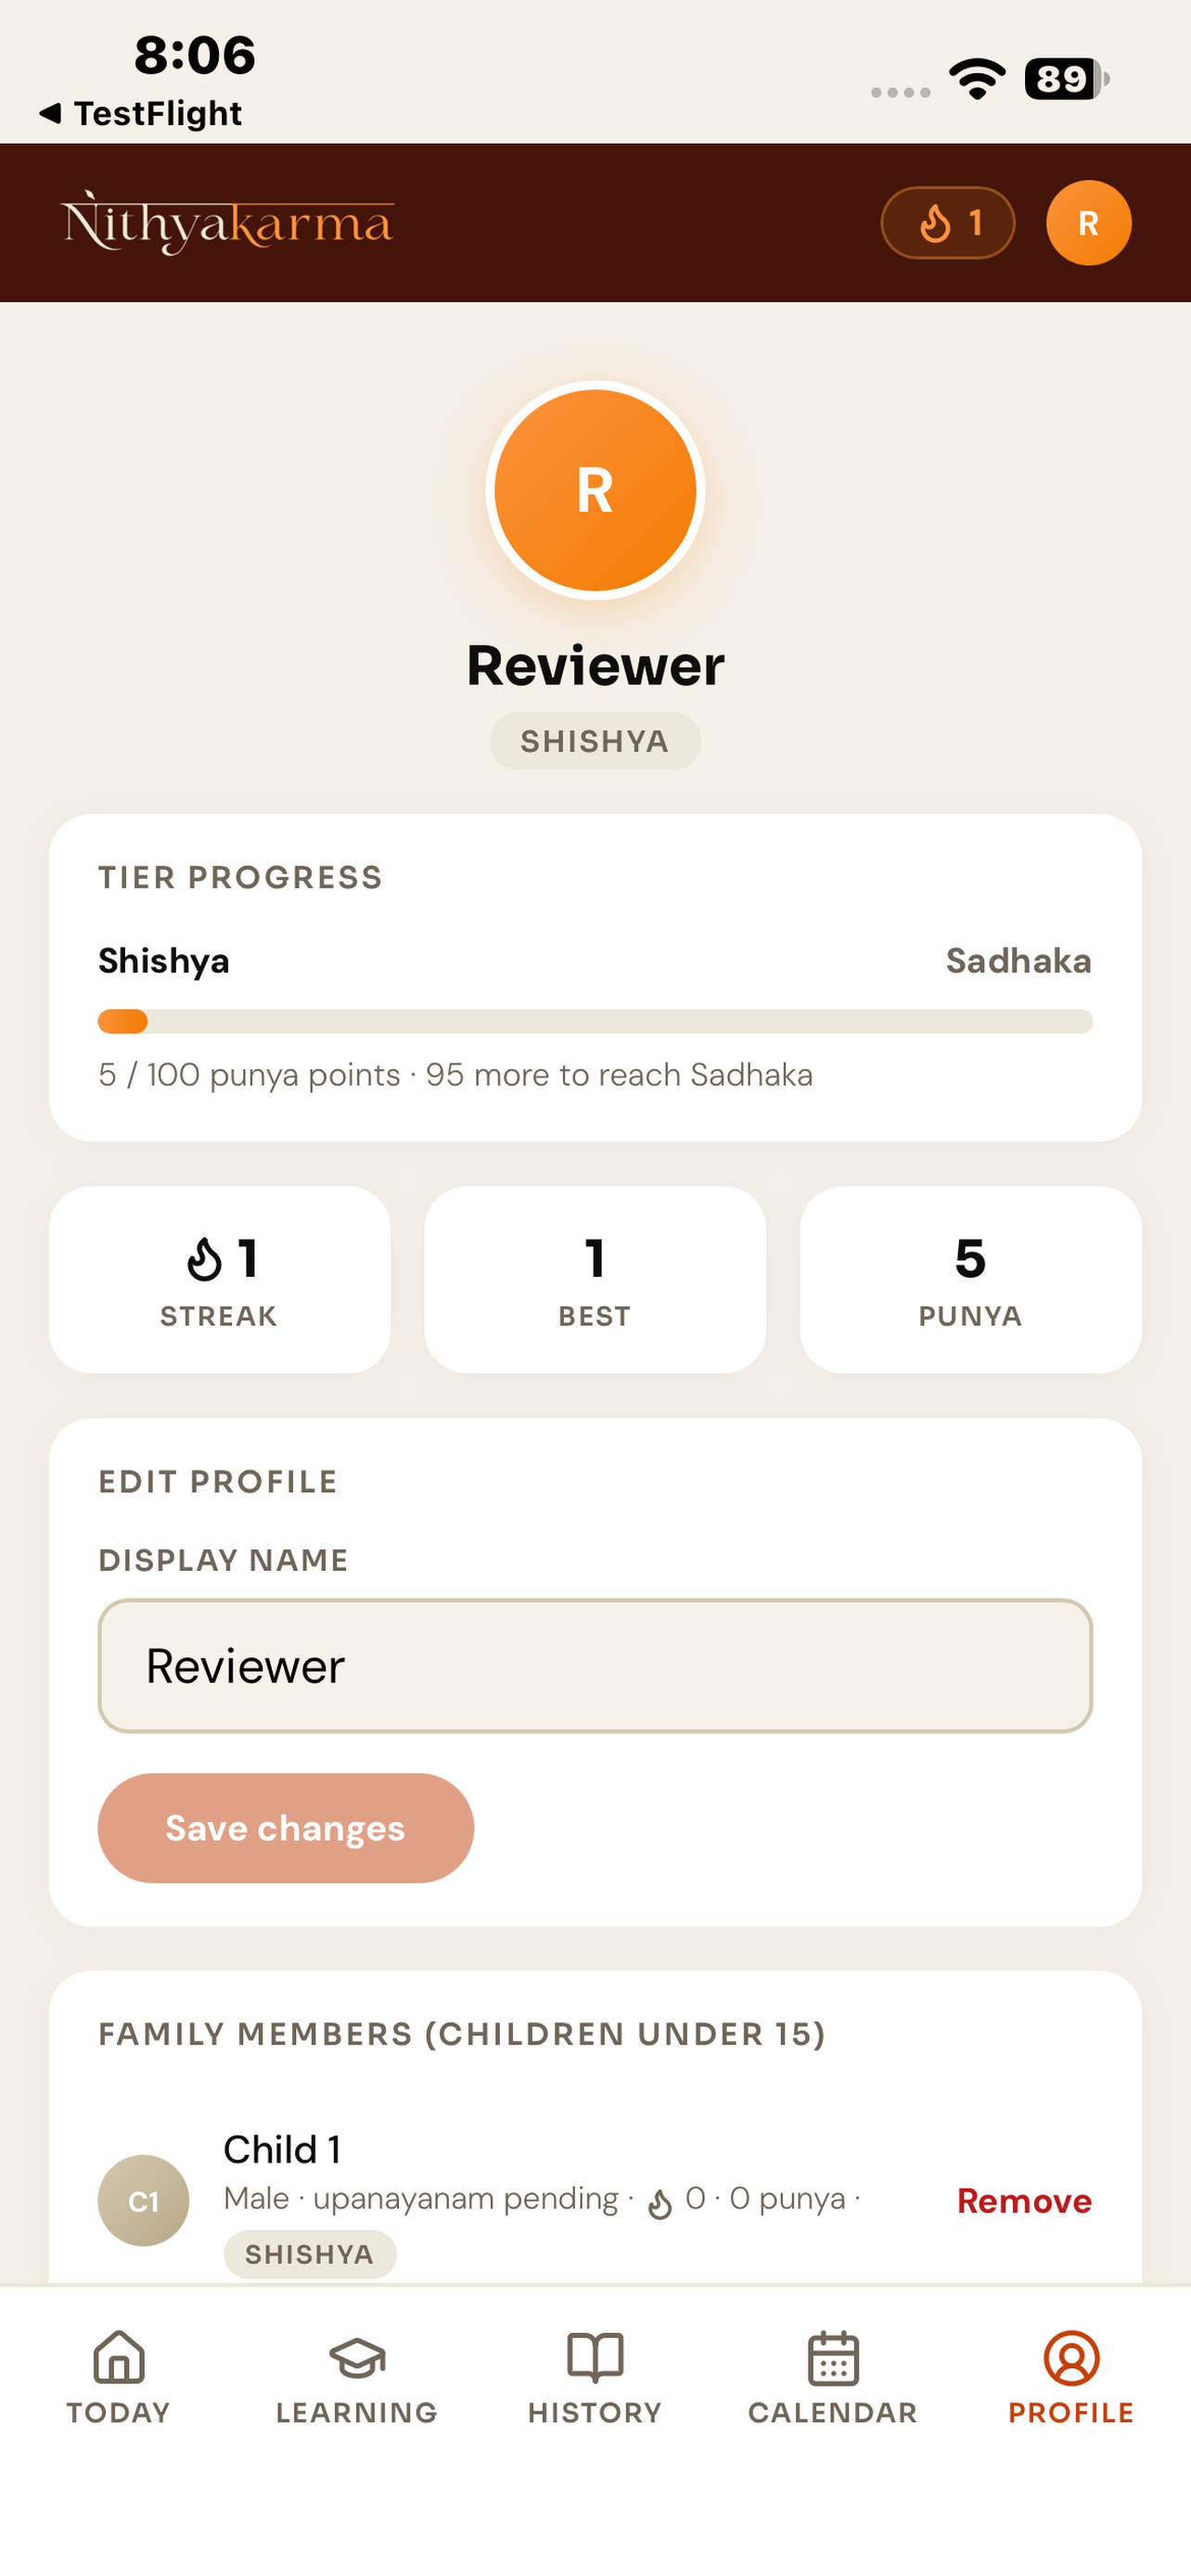 8:06
◀ TestFlight
89
Nithyakarma
1
R
R
Reviewer
SHISHYA
TIER PROGRESS
Shishya
Sadhaka
5 / 100 punya points · 95 more to reach Sadhaka
1
STREAK
1
BEST
5
PUNYA
EDIT PROFILE
DISPLAY NAME
Reviewer
Save changes
FAMILY MEMBERS (CHILDREN UNDER 15)
C1
Child 1
Male · upanayanam pending · 0 · 0 punya ·
SHISHYA
Remove
TODAY
LEARNING
HISTORY
CALENDAR
PROFILE